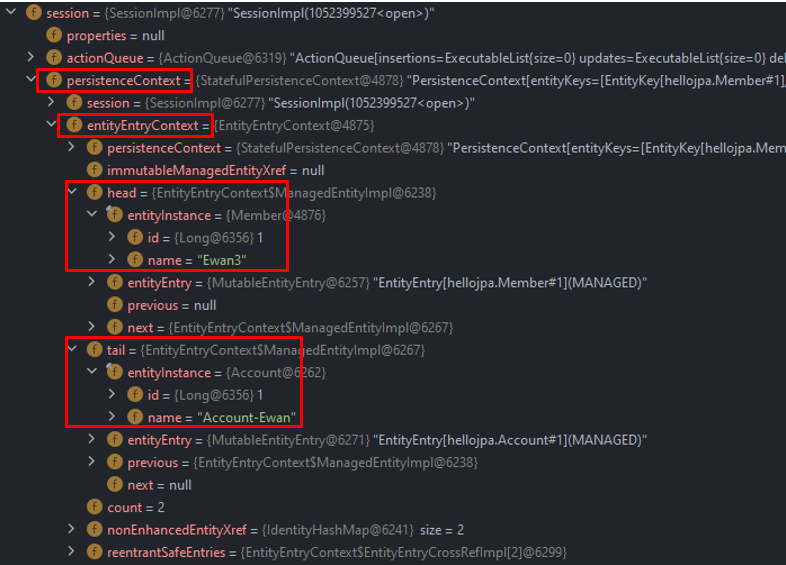 session = {SessionImpl@6277} "SessionImpl(1052399527<open>)"
f properties = null
f actionQueue = {ActionQueue@6319} "ActionQueue[insertions=ExecutableList{size=0} updates=ExecutableList{size=0} del
f persistenceContext = {StatefulPersistenceContext@4878} "PersistenceContext[entityKeys=[EntityKey[hellojpa.Member#1],
f session = {SessionImpl@6277} "SessionImpl(1052399527<open>)"
f entityEntryContext = {EntityEntryContext@4875}
f persistenceContext = {StatefulPersistenceContext@4878} "PersistenceContext[entityKeys=[EntityKey[hellojpa.Mem
f immutableManagedEntityXref = null
f head = {EntityEntryContext$ManagedEntityImpl@6238}
f entityInstance = {Member@4876}
f id = {Long@6356} 1
f name = "Ewan3"
f entityEntry = {MutableEntityEntry@6257} "EntityEntry[hellojpa.Member#1](MANAGED)"
f previous = null
f next = {EntityEntryContext$ManagedEntityImpl@6267}
f tail = {EntityEntryContext$ManagedEntityImpl@6267}
f entityInstance = {Account@6262}
f id = {Long@6356} 1
f name = "Account-Ewan"
f entityEntry = {MutableEntityEntry@6271} "EntityEntry[hellojpa.Account#1](MANAGED)"
f previous = {EntityEntryContext$ManagedEntityImpl@6238}
f next = null
f count = 2
f nonEnhancedEntityXref = {IdentityHashMap@6241} size = 2
f reentrantSafeEntries = {EntityEntryContext$EntityEntryCrossRefImpl[2]@6299}